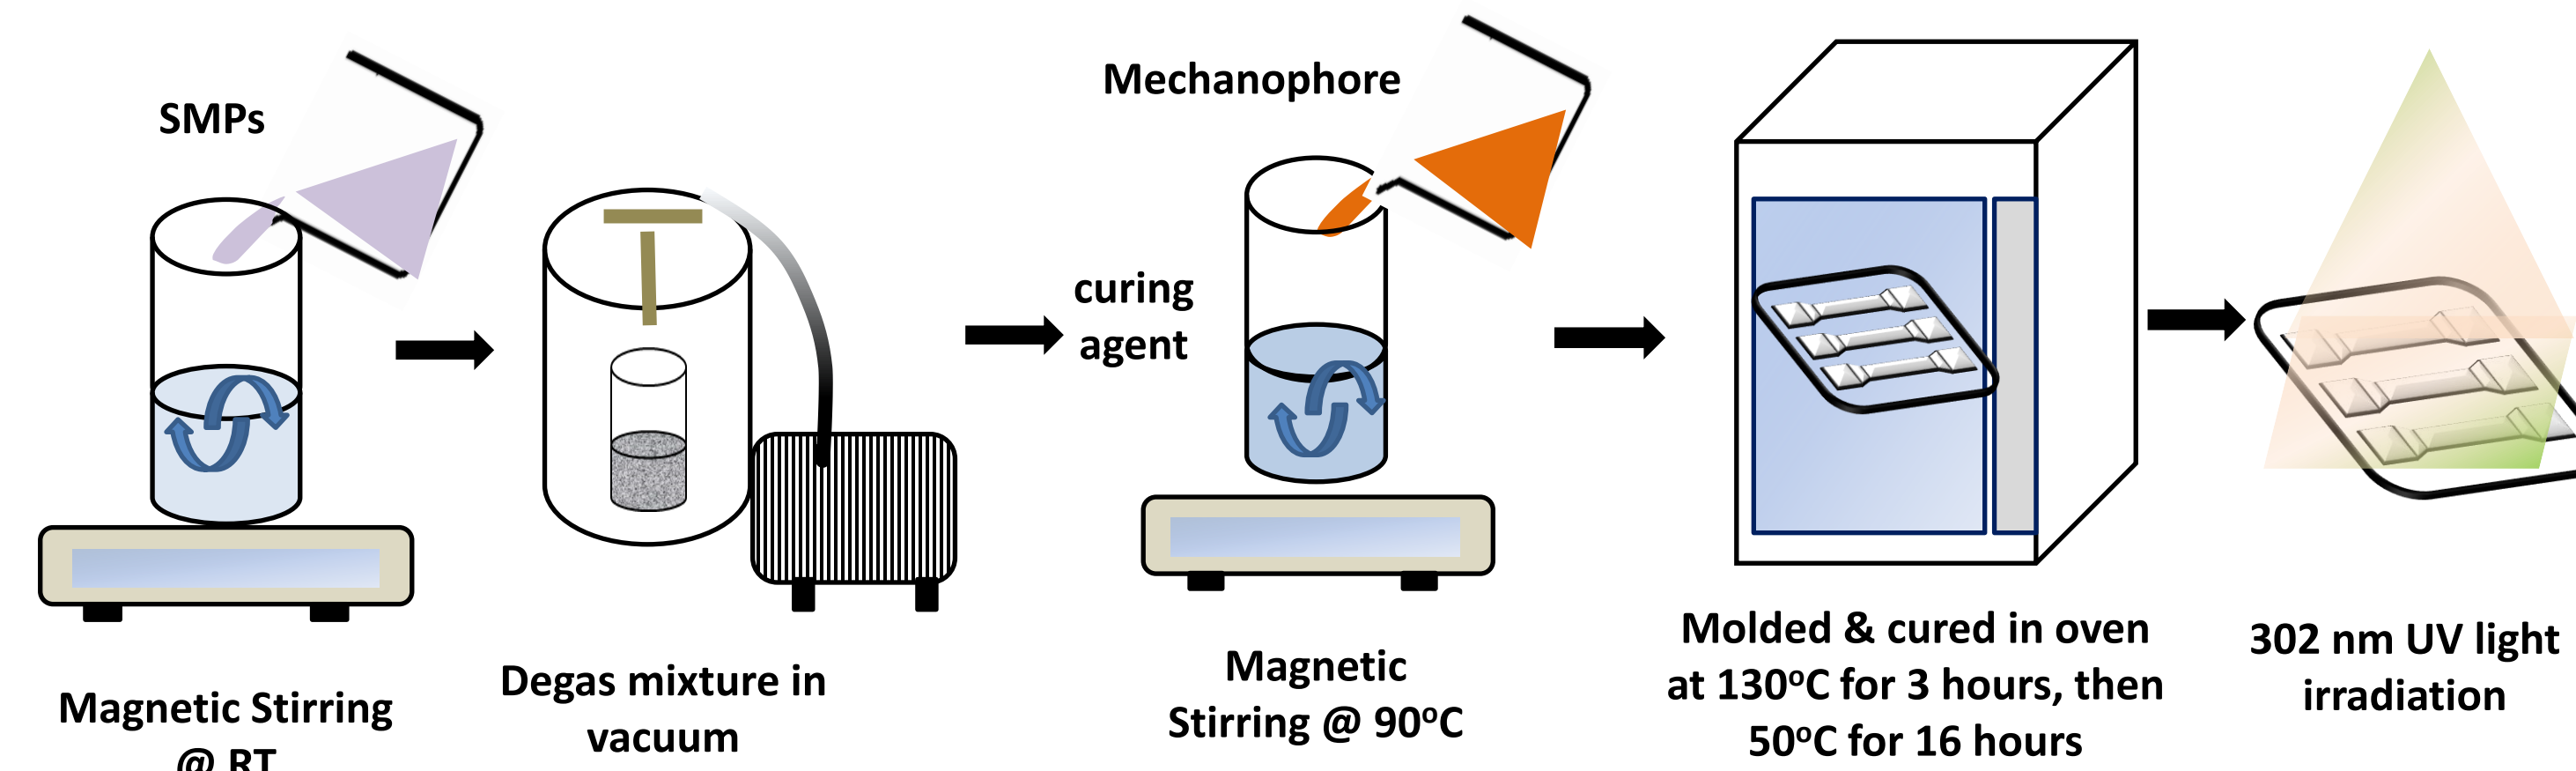 SMPs
Magnetic Stirring
@ RT
Degas mixture in
vacuum
curing
agent
Mechanophore
Magnetic
Stirring @ 90°C
Molded & cured in oven
at 130°C for 3 hours, then
50°C for 16 hours
302 nm UV light
irradiation